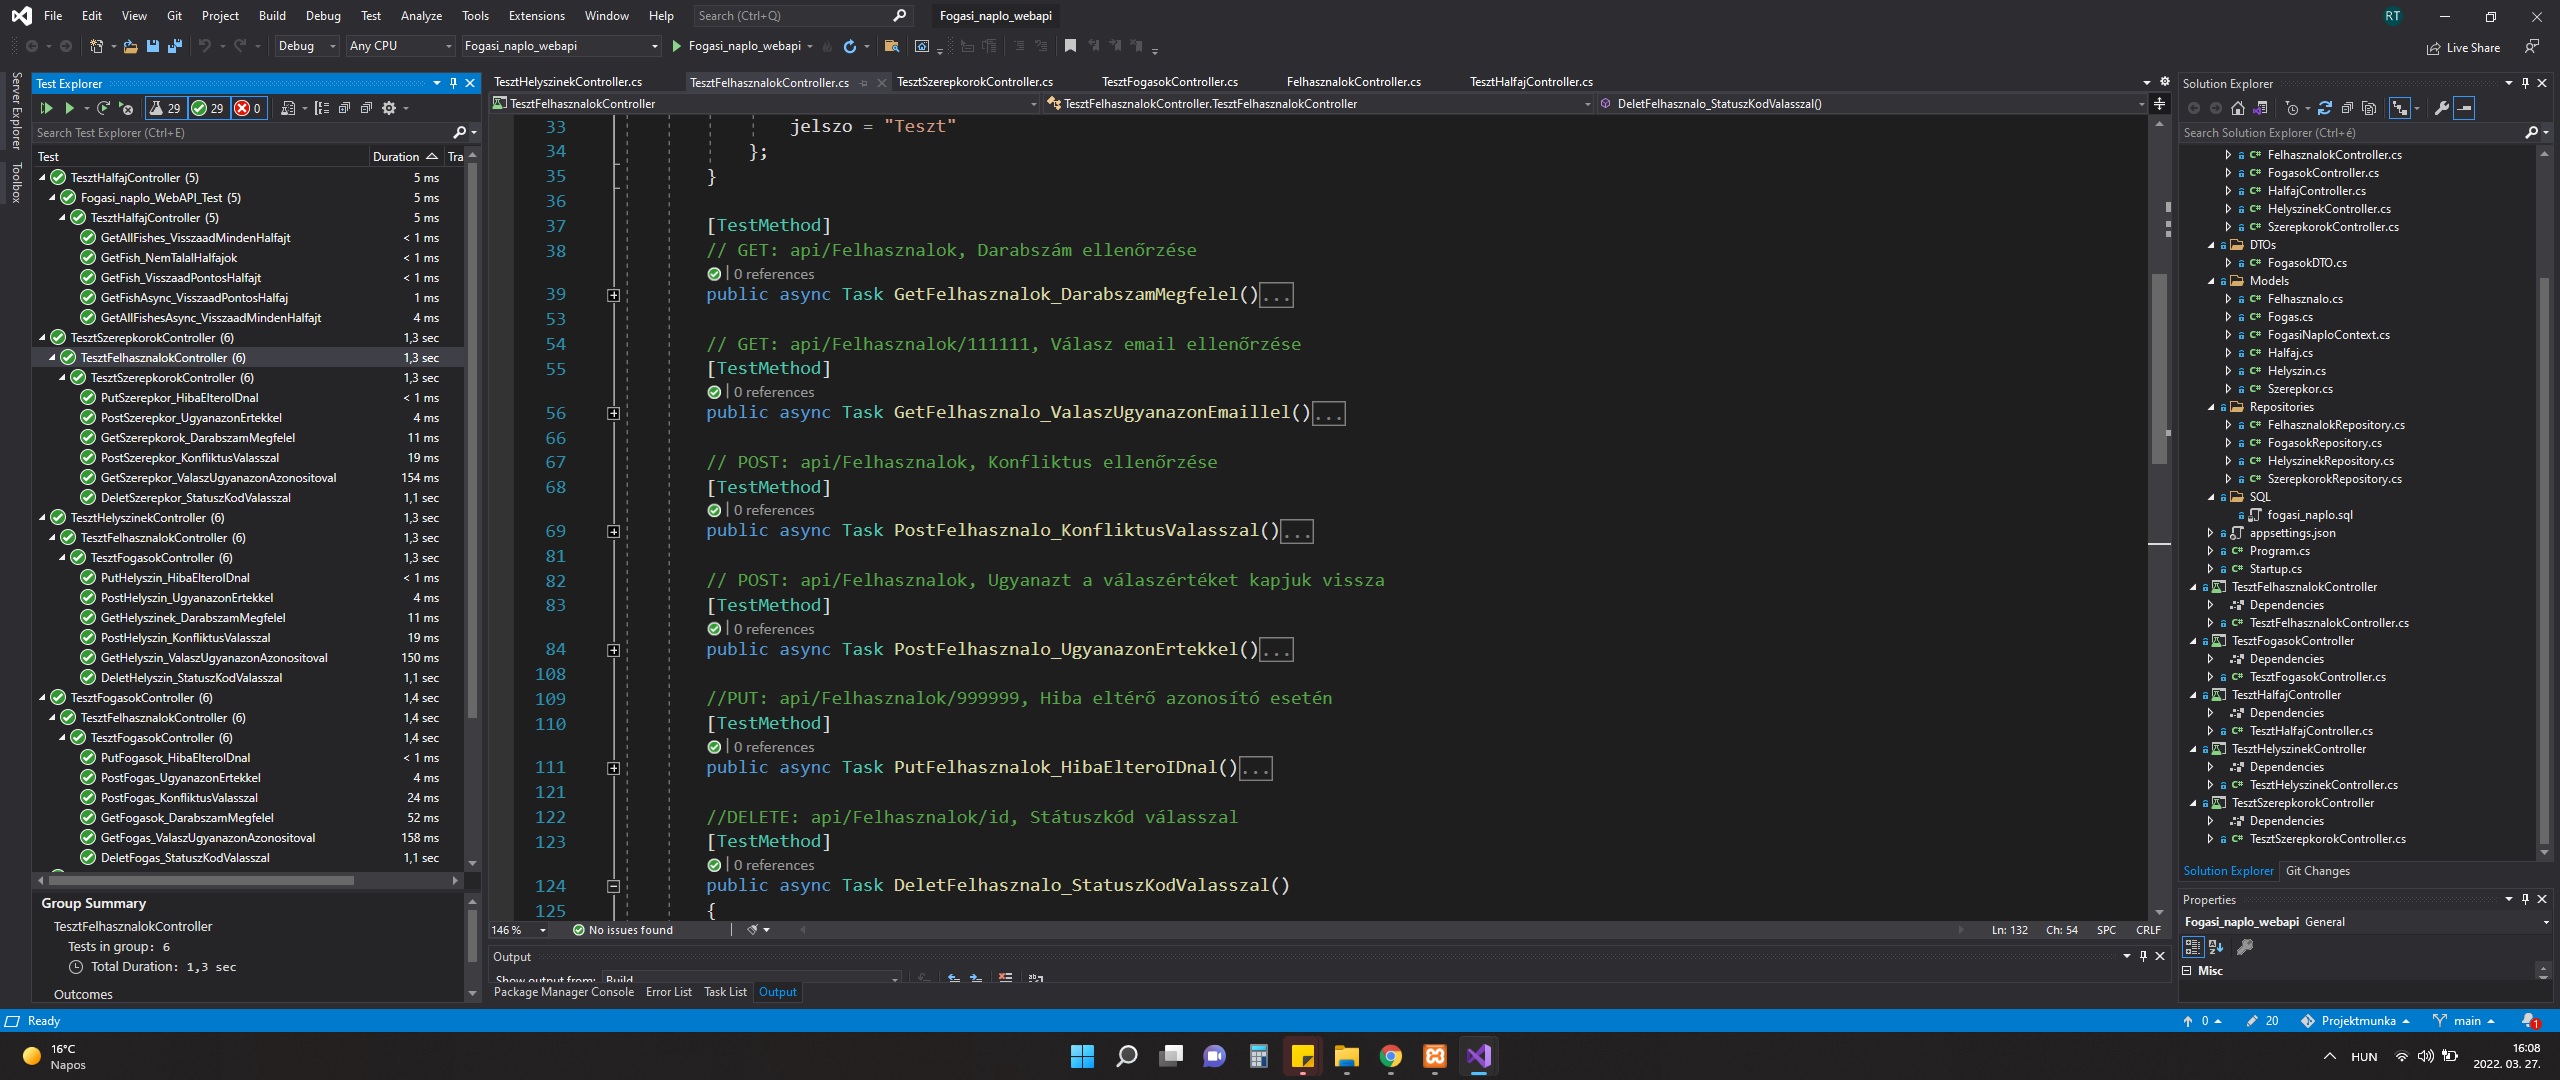 File Edit View Git Project Build Debug Test Analyze Tools Extensions Window Help Search (Ctrl+Q) Fogasi_naplo_webapi RT
Debug Any CPU Fogasi_naplo_webapi Fogasi_naplo_webapi Live Share
Server Explorer
Toolbox
Test Explorer
29 29 0
Search Test Explorer (Ctrl+E)
Test Duration Tra
TesztHalfajController (5) 5 ms
Fogasi_naplo_WebAPI_Test (5) 5 ms
TesztHalfajController (5) 5 ms
GetAllFishes_VisszaadMindenHalfajt < 1 ms
GetFish_NemTalalHalfajok < 1 ms
GetFish_VisszaadPontosHalfajt < 1 ms
GetFishAsync_VisszaadPontosHalfaj 1 ms
GetAllFishesAsync_VisszaadMindenHalfajt 4 ms
TesztSzerepkorokController (6) 1,3 sec
TesztFelhasznalokController (6) 1,3 sec
TesztSzerepkorokController (6) 1,3 sec
PutSzerepkor_HibaElteroIDnal < 1 ms
PostSzerepkor_UgyanazonErtekkel 4 ms
GetSzerepkorok_DarabszamMegfelel 11 ms
PostSzerepkor_KonfliktusValasszal 19 ms
GetSzerepkor_ValaszUgyanazonAzonositoval 154 ms
DeletSzerepkor_StatuszKodValasszal 1,1 sec
TesztHelyszinekController (6) 1,3 sec
TesztFelhasznalokController (6) 1,3 sec
TesztFogasokController (6) 1,3 sec
PutHelyszin_HibaElteroIDnal < 1 ms
PostHelyszin_UgyanazonErtekkel 4 ms
GetHelyszinek_DarabszamMegfelel 11 ms
PostHelyszin_KonfliktusValasszal 19 ms
GetHelyszin_ValaszUgyanazonAzonositoval 150 ms
DeletHelyszin_StatuszKodValasszal 1,1 sec
TesztFogasokController (6) 1,4 sec
TesztFelhasznalokController (6) 1,4 sec
TesztFogasokController (6) 1,4 sec
PutFogasok_HibaElteroIDnal < 1 ms
PostFogas_UgyanazonErtekkel 4 ms
PostFogas_KonfliktusValasszal 24 ms
GetFogasok_DarabszamMegfelel 52 ms
GetFogas_ValaszUgyanazonAzonositoval 158 ms
DeletFogas_StatuszKodValasszal 1,1 sec
Group Summary
TesztFelhasznalokController
Tests in group: 6
Total Duration: 1,3 sec
Outcomes
TesztHelyszinekController.cs TesztFelhasznalokController.cs TesztSzerepkorokController.cs TesztFogasokController.cs FelhasznalokController.cs TesztHalfajController.cs
TesztFelhasznalokController TesztFelhasznalokController.TesztFelhasznalokController DeletFelhasznalo_StatuszKodValasszal()
33 jelszo = "Teszt"
34 };
35 }
36
37 [TestMethod]
38 // GET: api/Felhasznalok, Darabszám ellenőrzése
0 references
39 public async Task GetFelhasznalok_DarabszamMegfelel()...
53
54 // GET: api/Felhasznalok/111111, Válasz email ellenőrzése
55 [TestMethod]
0 references
56 public async Task GetFelhasznalo_ValaszUgyanazonEmaillel()...
66
67 // POST: api/Felhasznalok, Konfliktus ellenőrzése
68 [TestMethod]
0 references
69 public async Task PostFelhasznalo_KonfliktusValasszal()...
81
82 // POST: api/Felhasznalok, Ugyanazt a válaszértéket kapjuk vissza
83 [TestMethod]
0 references
84 public async Task PostFelhasznalo_UgyanazonErtekkel()...
108
109 //PUT: api/Felhasznalok/999999, Hiba eltérő azonosító esetén
110 [TestMethod]
0 references
111 public async Task PutFelhasznalok_HibaElteroIDnal()...
121
122 //DELETE: api/Felhasznalok/id, Státuszkód válasszal
123 [TestMethod]
0 references
124 public async Task DeletFelhasznalo_StatuszKodValasszal()
125 {
146 % No issues found Ln: 132 Ch: 54 SPC CRLF
Output
Show output from: Build
Package Manager Console Error List Task List Output
Solution Explorer
Search Solution Explorer (Ctrl+é)
C# FelhasznalokController.cs
C# FogasokController.cs
C# HalfajController.cs
C# HelyszinekController.cs
C# SzerepkorokController.cs
DTOs
C# FogasokDTO.cs
Models
C# Felhasznalo.cs
C# Fogas.cs
C# FogasiNaploContext.cs
C# Halfaj.cs
C# Helyszin.cs
C# Szerepkor.cs
Repositories
C# FelhasznalokRepository.cs
C# FogasokRepository.cs
C# HelyszinekRepository.cs
C# SzerepkorokRepository.cs
SQL
fogasi_naplo.sql
appsettings.json
C# Program.cs
C# Startup.cs
TesztFelhasznalokController
Dependencies
C# TesztFelhasznalokController.cs
TesztFogasokController
Dependencies
C# TesztFogasokController.cs
TesztHalfajController
Dependencies
C# TesztHalfajController.cs
TesztHelyszinekController
Dependencies
C# TesztHelyszinekController.cs
TesztSzerepkorokController
Dependencies
C# TesztSzerepkorokController.cs
Solution Explorer Git Changes
Properties
Fogasi_naplo_webapi General
Misc
Ready 0 20 Projektmunka main 1
16°C
Napos
HUN
16:08
2022. 03. 27.